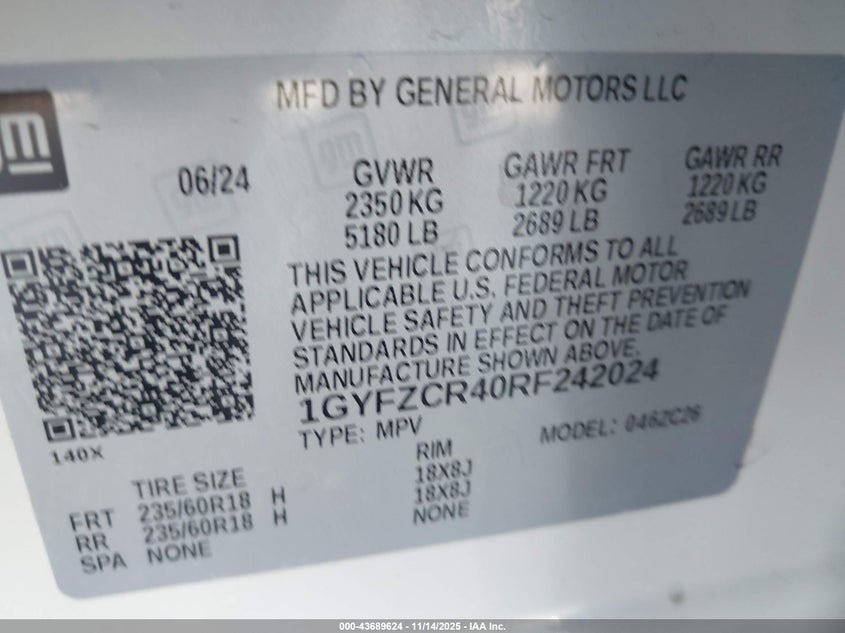 GM
MFD BY GENERAL MOTORS LLC
06/24
GVWR GAWR FRT GAWR RR
2350 KG 1220 KG 1220 KG
5180 LB 2689 LB 2689 LB
THIS VEHICLE CONFORMS TO ALL
APPLICABLE U.S. FEDERAL MOTOR
VEHICLE SAFETY AND THEFT PREVENTION
STANDARDS IN EFFECT ON THE DATE OF
MANUFACTURE SHOWN ABOVE.
1GYFZCR40RF242024
TYPE: MPV MODEL: 0462C26
140X
TIRE SIZE RIM
FRT 235/60R18 H 18X8J
RR 235/60R18 H 18X8J
SPA NONE NONE
000-43689624 | 11/14/2025 - IAA Inc.